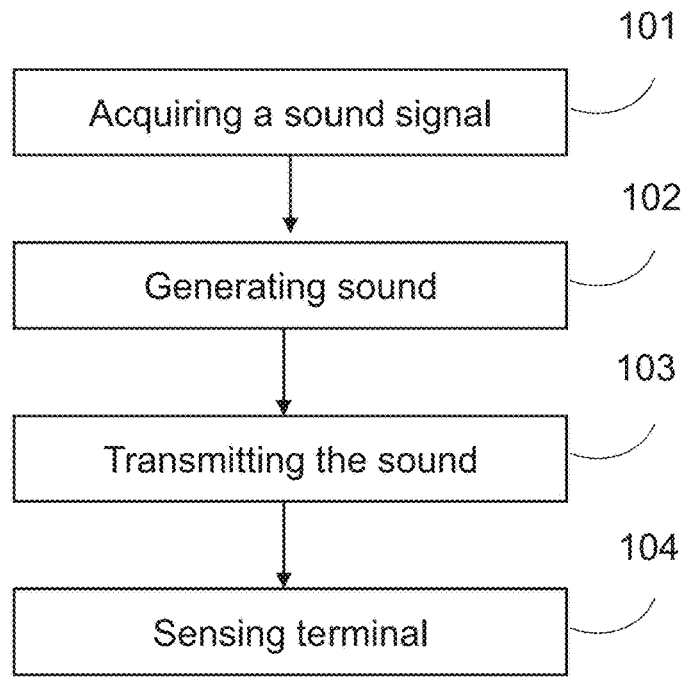 101
Acquiring a sound signal
102
Generating sound
103
Transmitting the sound
104
Sensing terminal